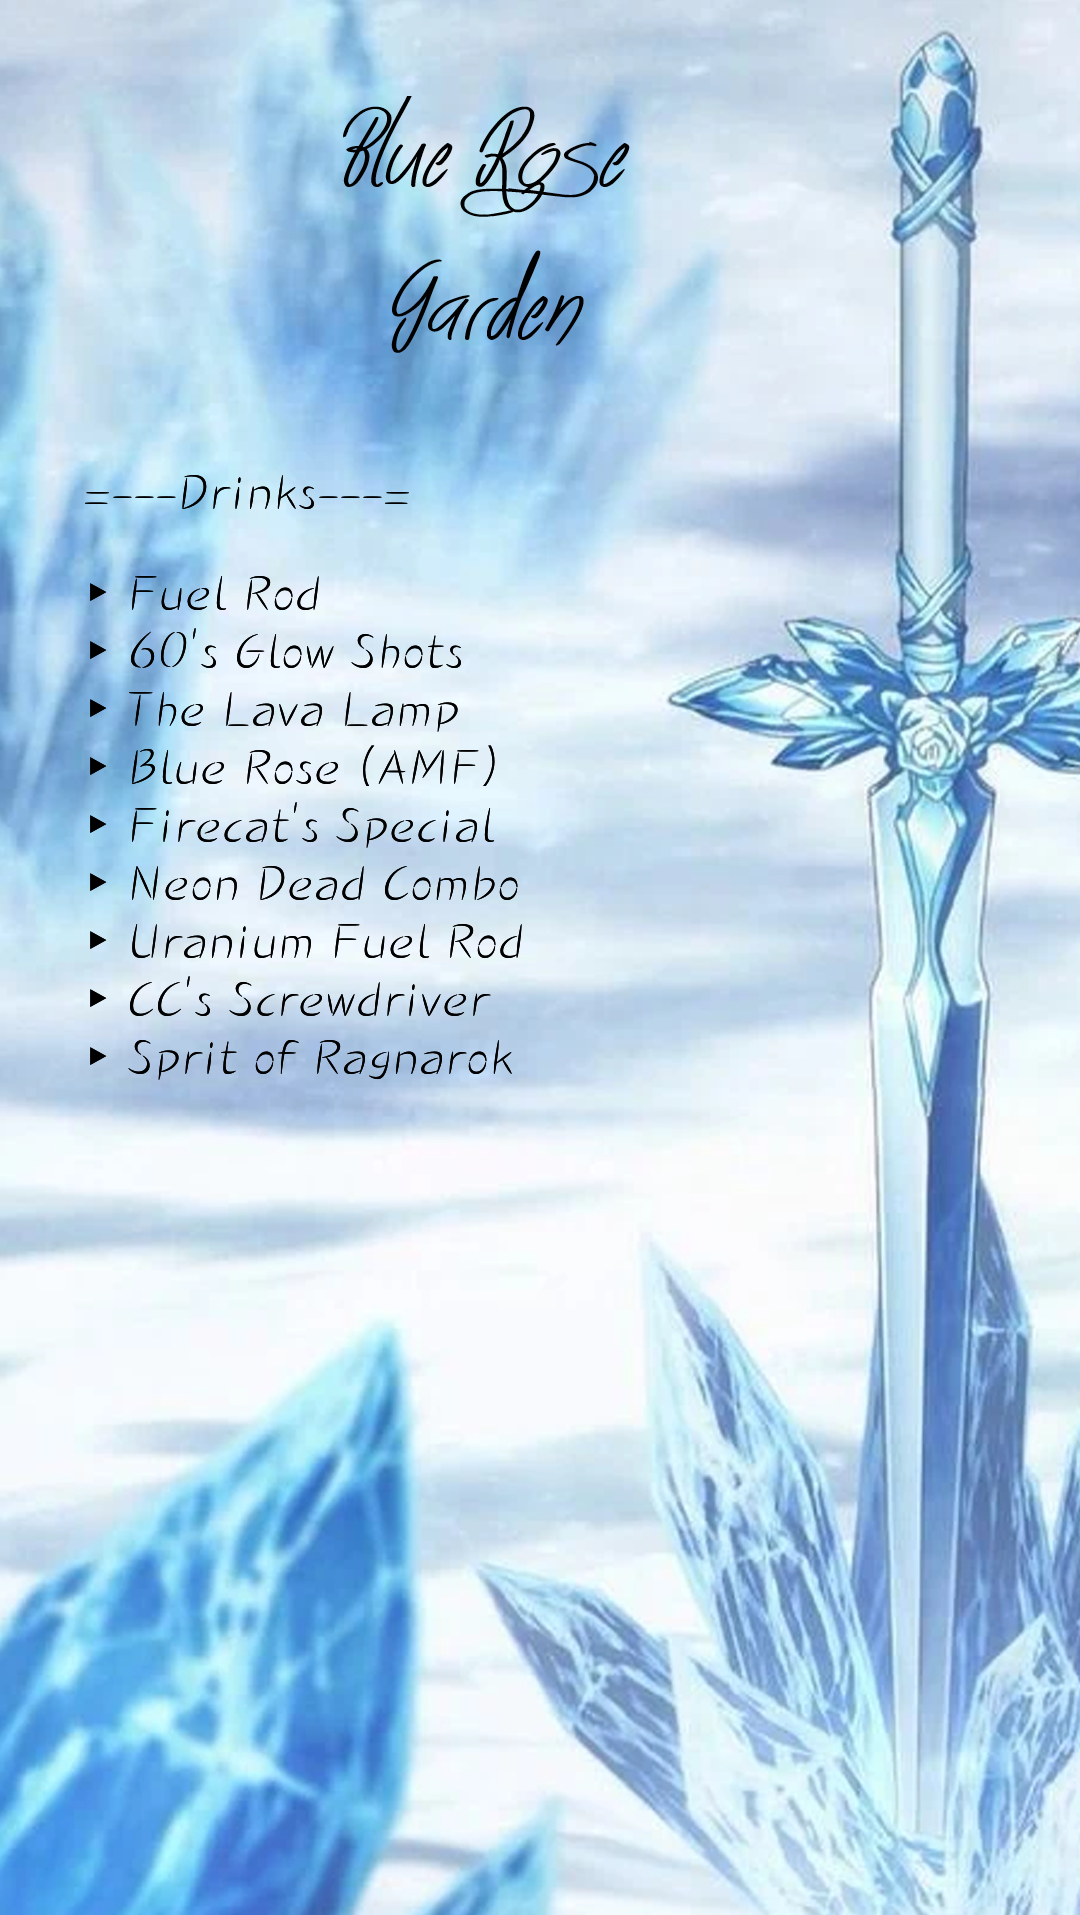 Blue Rose
Garden
=---Drinks---=
‣ Fuel Rod
‣ 60's Glow Shots
‣ The Lava Lamp
‣ Blue Rose (AMF)
‣ Firecat's Special
‣ Neon Dead Combo
‣ Uranium Fuel Rod
‣ CC's Screwdriver
‣ Sprit of Ragnarok